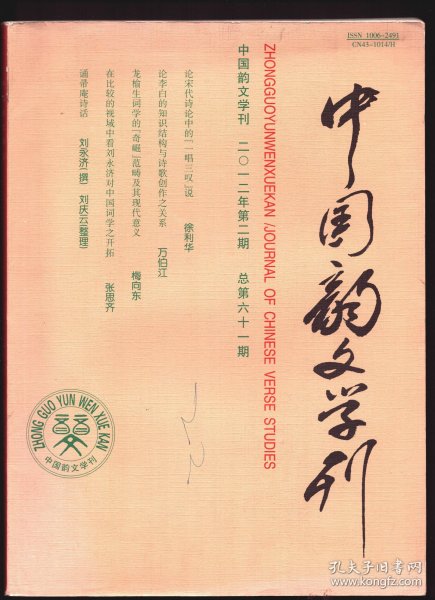 ISSN 1006-2491
CN43-1014/H
中国韵文学刊
ZHONGGUOYUNWENXUEKAN /JOURNAL OF CHINESE VERSE STUDIES
中国韵文学刊 二〇一二年第二期 总第六十一期
论宋代诗论中的“一唱三叹”说 徐利华
论李白的知识结构与诗歌创作之关系 万伯江
龙榆生词学的“奇崛”范畴及其现代意义 梅向东
在比较的视域中看刘永济对中国词学之开拓 张思齐
诵帚庵诗话 刘永济(撰) 刘庆云(整理)
ZHONG GUO YUN WEN XUE KAN
中国韵文学刊
孔夫子旧书网
www.kongfz.com